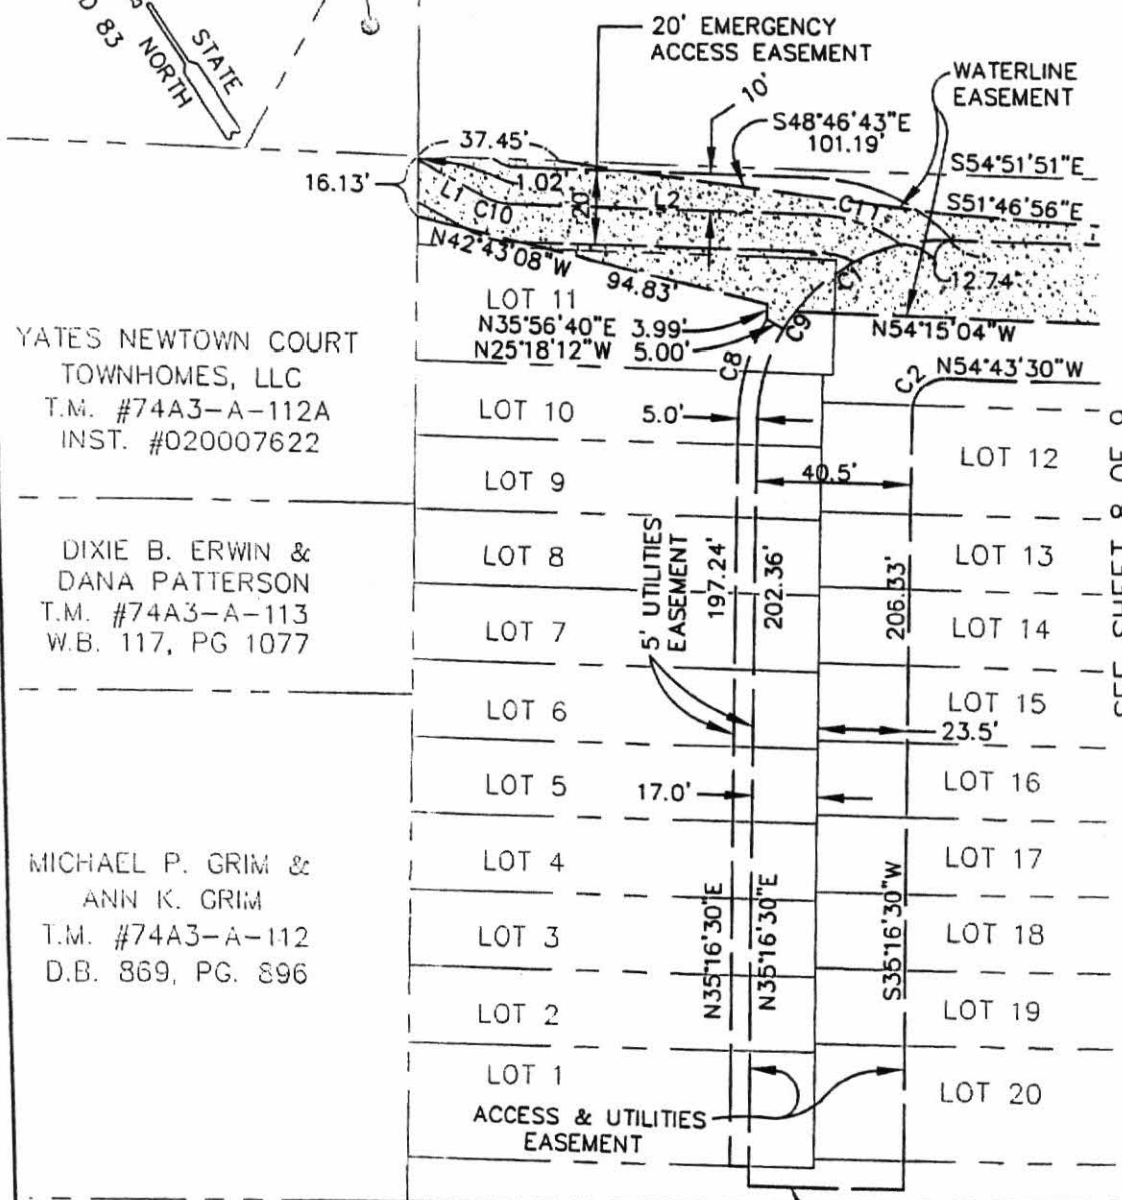 STATE
NORTH
83
20' EMERGENCY
ACCESS EASEMENT
10'
WATERLINE
EASEMENT
S48°46'43"E
101.19'
37.45'
S54°51'51"E
16.13'
1.02'
L1
C10
20'
L2
C11
S51°46'56"E
N42°43'08"W
94.83'
C1
12.74'
LOT 11
N35°56'40"E 3.99'
N25°18'12"W 5.00'
C9
N54°15'04"W
C8
C2
N54°43'30"W
YATES NEWTOWN COURT
TOWNHOMES, LLC
T.M. #74A3-A-112A
INST. #020007622
LOT 10
5.0'
LOT 9
40.5'
LOT 12
DIXIE B. ERWIN &
DANA PATTERSON
T.M. #74A3-A-113
W.B. 117, PG 1077
LOT 8
5' UTILITIES
EASEMENT
197.24'
202.36'
206.33'
LOT 13
LOT 7
LOT 14
LOT 6
LOT 15
23.5'
LOT 5
17.0'
LOT 16
MICHAEL P. GRIM &
ANN K. GRIM
T.M. #74A3-A-112
D.B. 869, PG. 896
LOT 4
LOT 17
LOT 3
N35°16'30"E
N35°16'30"E
S35°16'30"W
LOT 18
LOT 2
LOT 19
LOT 1
LOT 20
ACCESS & UTILITIES
EASEMENT
SEE SHEET 8 OF 9